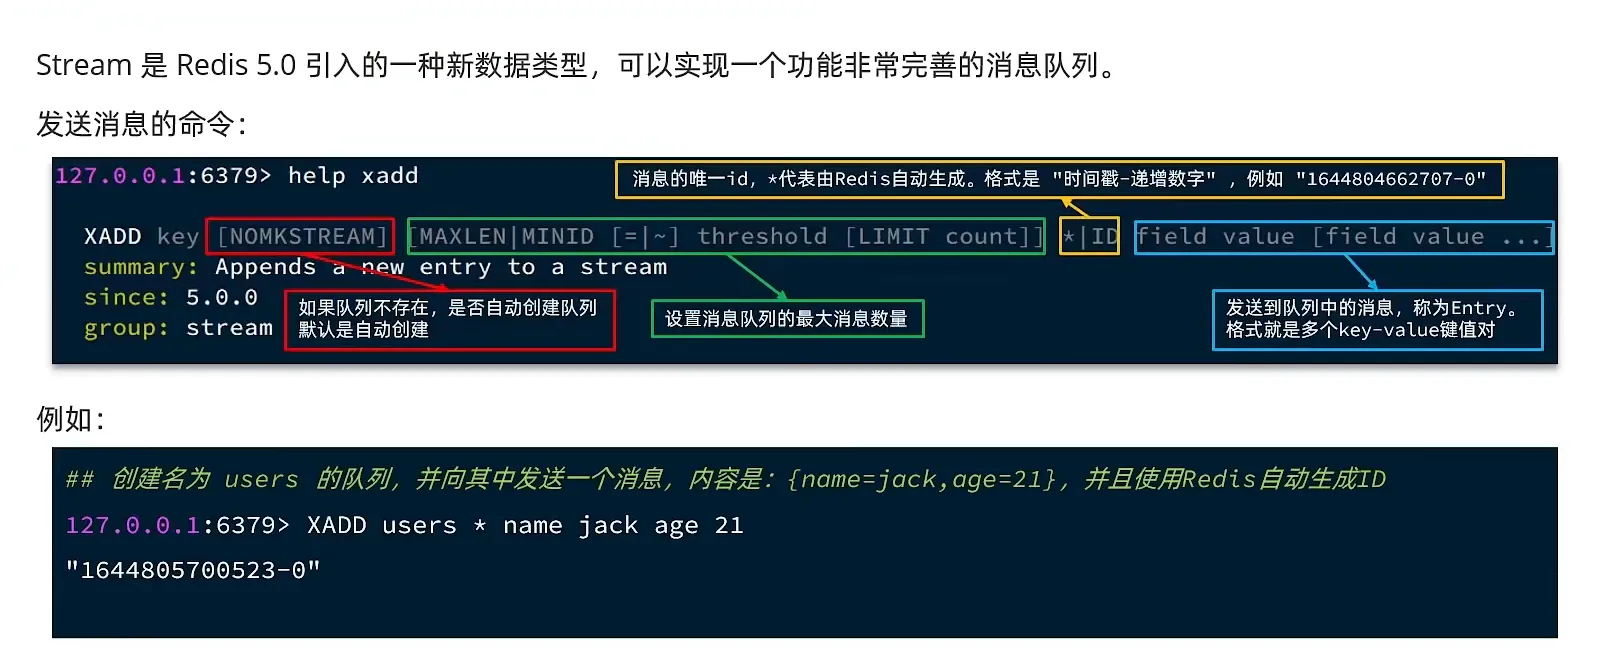 Stream 是 Redis 5.0 引入的一种新数据类型，可以实现一个功能非常完善的消息队列。
发送消息的命令：
127.0.0.1:6379> help xadd
消息的唯一id，*代表由Redis自动生成。格式是 "时间戳-递增数字" ，例如 "1644804662707-0"
XADD key [NOMKSTREAM] [MAXLEN|MINID [=|~] threshold [LIMIT count]] *|ID field value [field value ...]
summary: Appends a new entry to a stream
since: 5.0.0
group: stream
如果队列不存在，是否自动创建队列
默认是自动创建
设置消息队列的最大消息数量
发送到队列中的消息，称为Entry。
格式就是多个key-value键值对
例如：
## 创建名为 users 的队列，并向其中发送一个消息，内容是：{name=jack,age=21}，并且使用Redis自动生成ID
127.0.0.1:6379> XADD users * name jack age 21
"1644805700523-0"